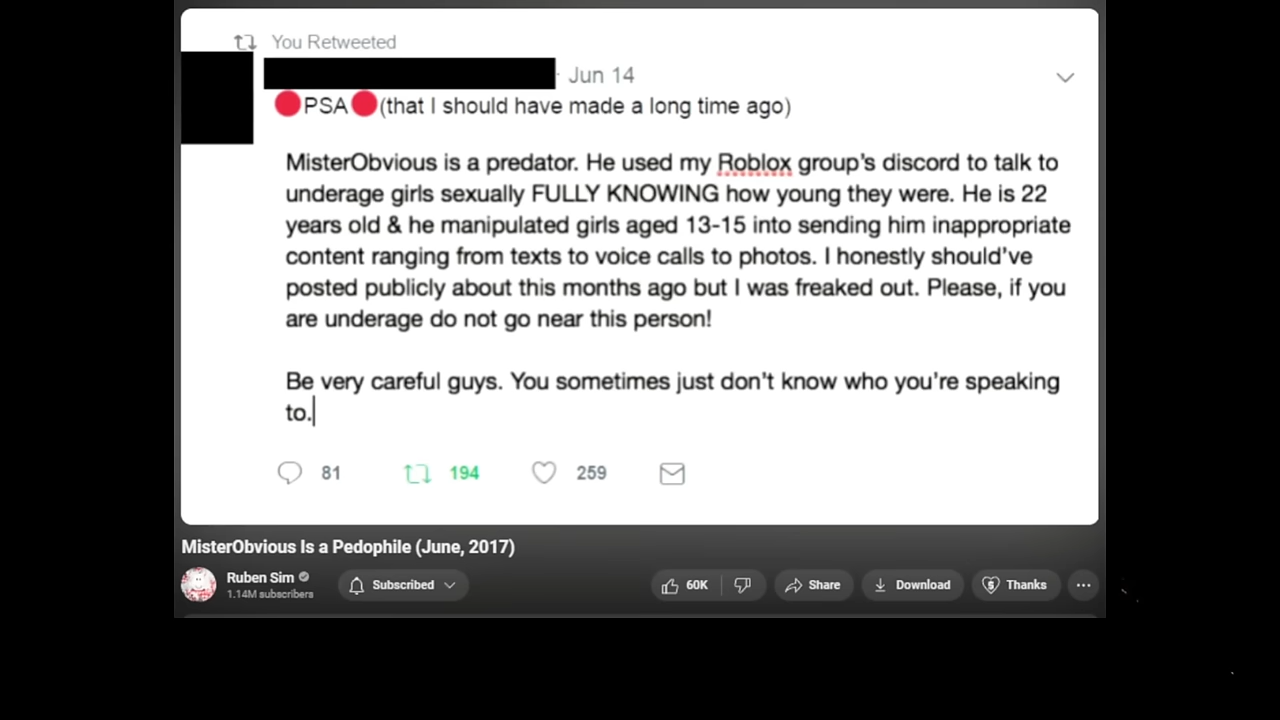 You Retweeted
· Jun 14
🔴PSA🔴(that I should have made a long time ago)
MisterObvious is a predator. He used my Roblox group's discord to talk to
underage girls sexually FULLY KNOWING how young they were. He is 22
years old & he manipulated girls aged 13-15 into sending him inappropriate
content ranging from texts to voice calls to photos. I honestly should've
posted publicly about this months ago but I was freaked out. Please, if you
are underage do not go near this person!
Be very careful guys. You sometimes just don't know who you're speaking
to.
81 194 259
MisterObvious Is a Pedophile (June, 2017)
Ruben Sim
1.14M subscribers
Subscribed
60K
Share
Download
Thanks